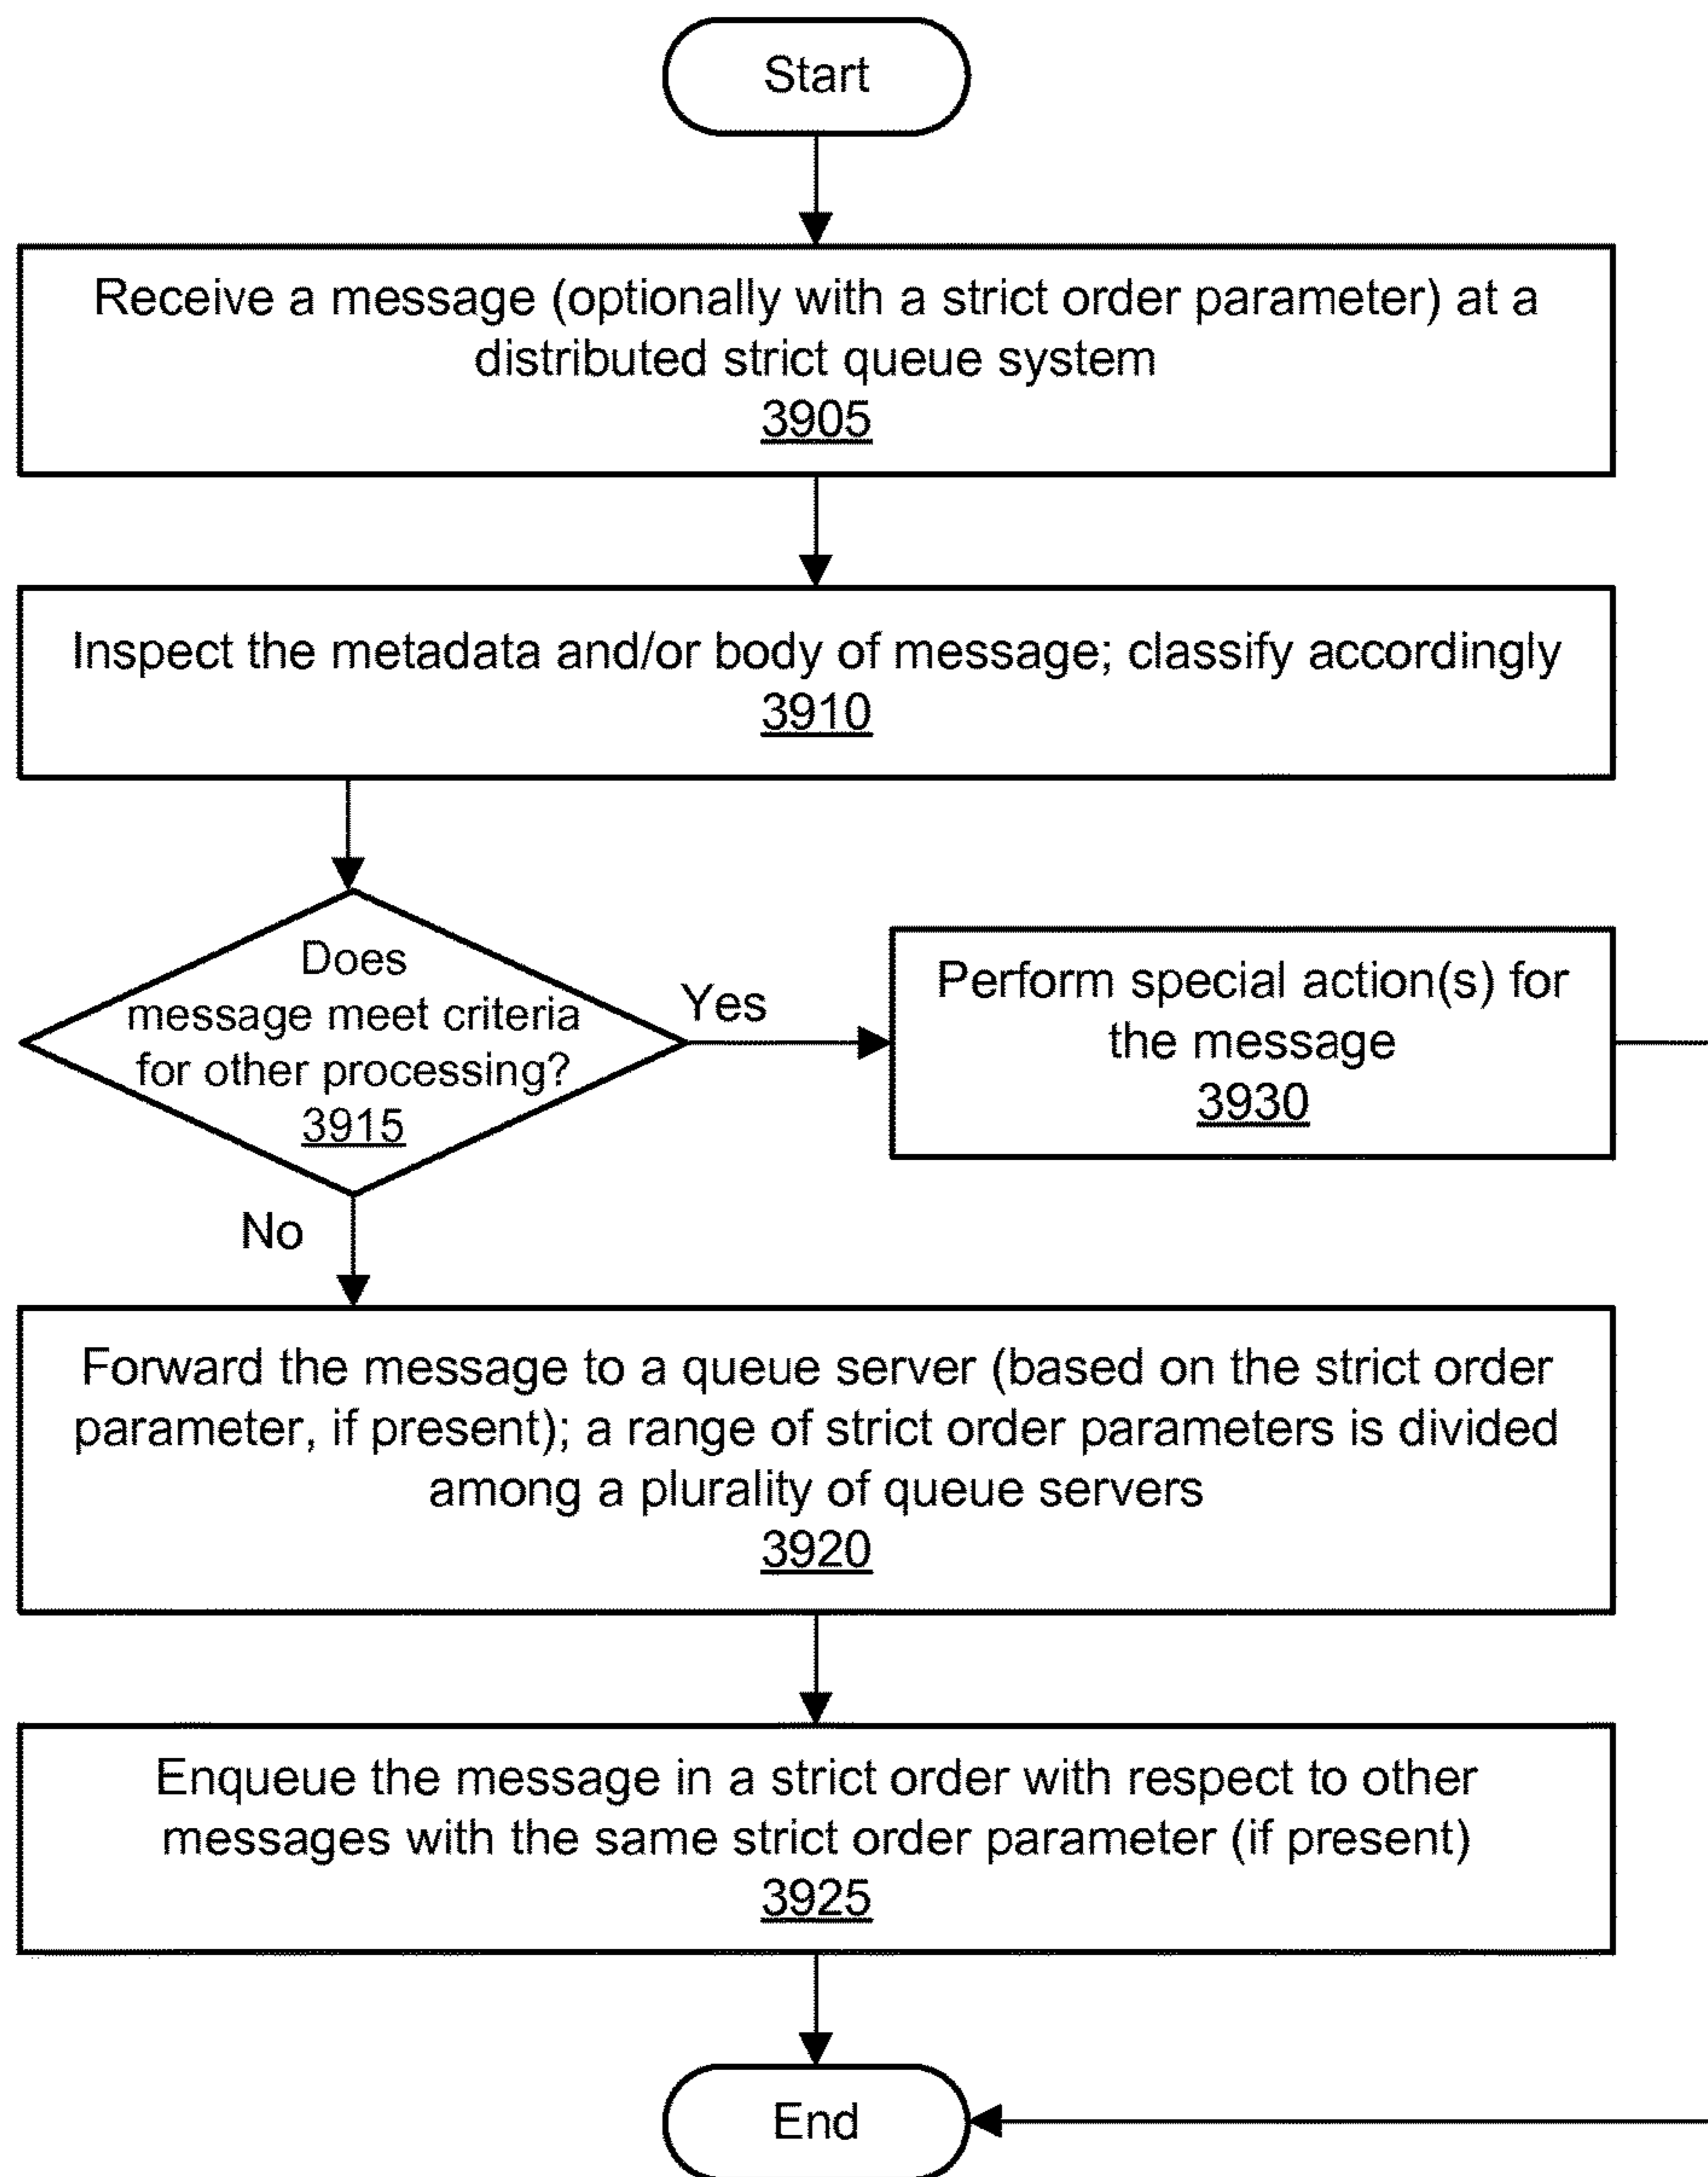 Start
Receive a message (optionally with a strict order parameter) at a
distributed strict queue system
3905
Inspect the metadata and/or body of message; classify accordingly
3910
Does
message meet criteria
for other processing?
3915
Yes
Perform special action(s) for
the message
3930
No
Forward the message to a queue server (based on the strict order
parameter, if present); a range of strict order parameters is divided
among a plurality of queue servers
3920
Enqueue the message in a strict order with respect to other
messages with the same strict order parameter (if present)
3925
End